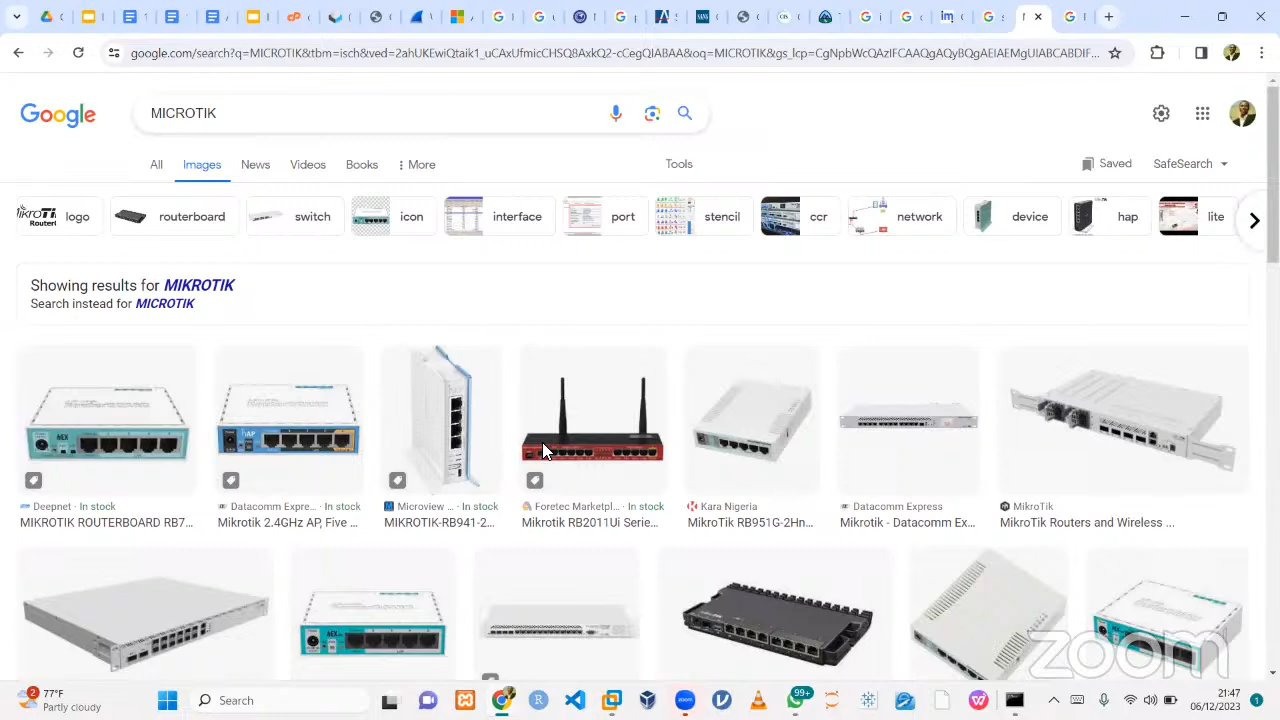 google.com/search?q=MICROTIK&tbm=isch&ved=2ahUKEwiQtaik1_uCAxUfmicCHSQ8AxkQ2-cCegQIABAA&oq=MICROTIK&gs_lcp=CgNpbWcQAzIFCAAQgAQyBQgAEIAEMgUIABCABDIF...
Google
MICROTIK
All Images News Videos Books More Tools Saved SafeSearch
logo routerboard switch icon interface port stencil ccr network device hap lite
Showing results for MIKROTIK
Search instead for MICROTIK
Deepnet · In stock
MIKROTIK ROUTERBOARD RB7...
Datacomm Expre... · In stock
Mikrotik 2.4GHz AP, Five ...
Microview ... · In stock
MIKROTIK-RB941-2...
Foretec Marketpl... · In stock
Mikrotik RB2011Ui Serie...
Kara Nigeria
MikroTik RB951G-2Hn...
Datacomm Express
Mikrotik - Datacomm Ex...
MikroTik
MikroTik Routers and Wireless ...
zoom
2
77°F
Partly cloudy
Search
99+
21:47
06/12/2023
1